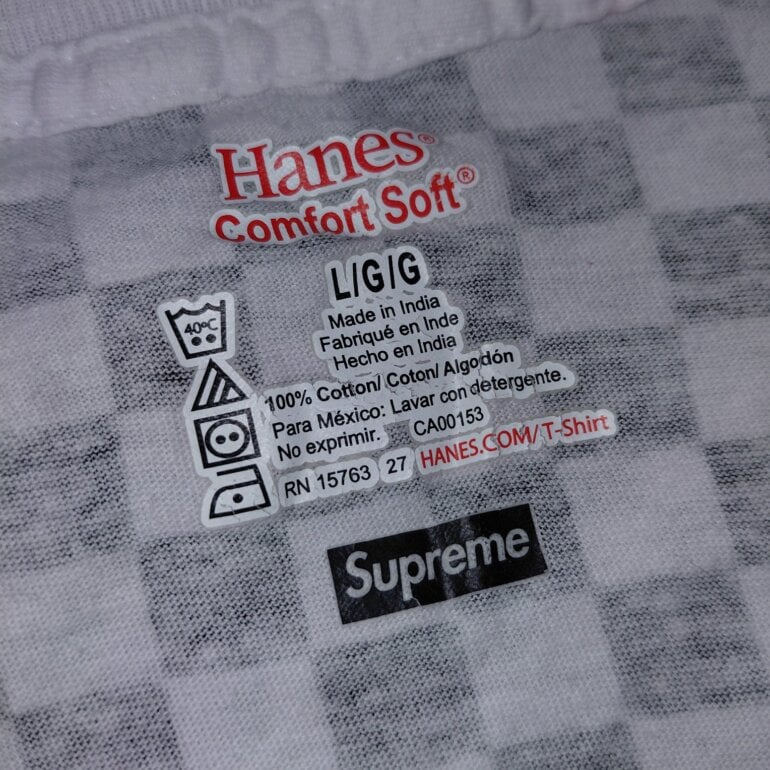 Hanes®
Comfort Soft®
L/G/G
Made in India
Fabriqué en Inde
Hecho en India
40°C
100% Cotton/ Coton/ Algodón
Para México: Lavar con detergente.
No exprimir. CA00153
RN 15763 27 HANES.COM/T-Shirt
Supreme